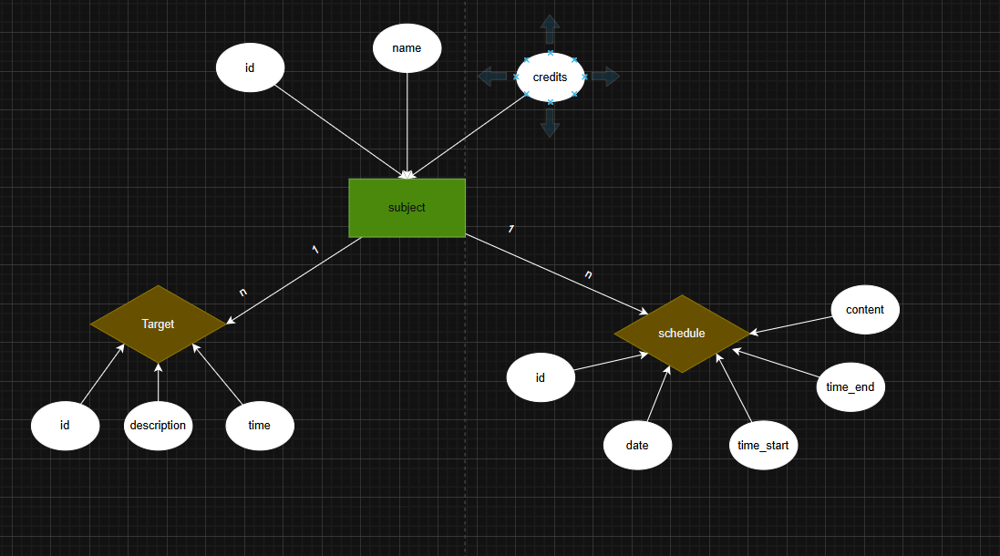 name
id
credits
subject
1
1
n
n
Target
schedule
content
id
time_end
id
description
time
date
time_start